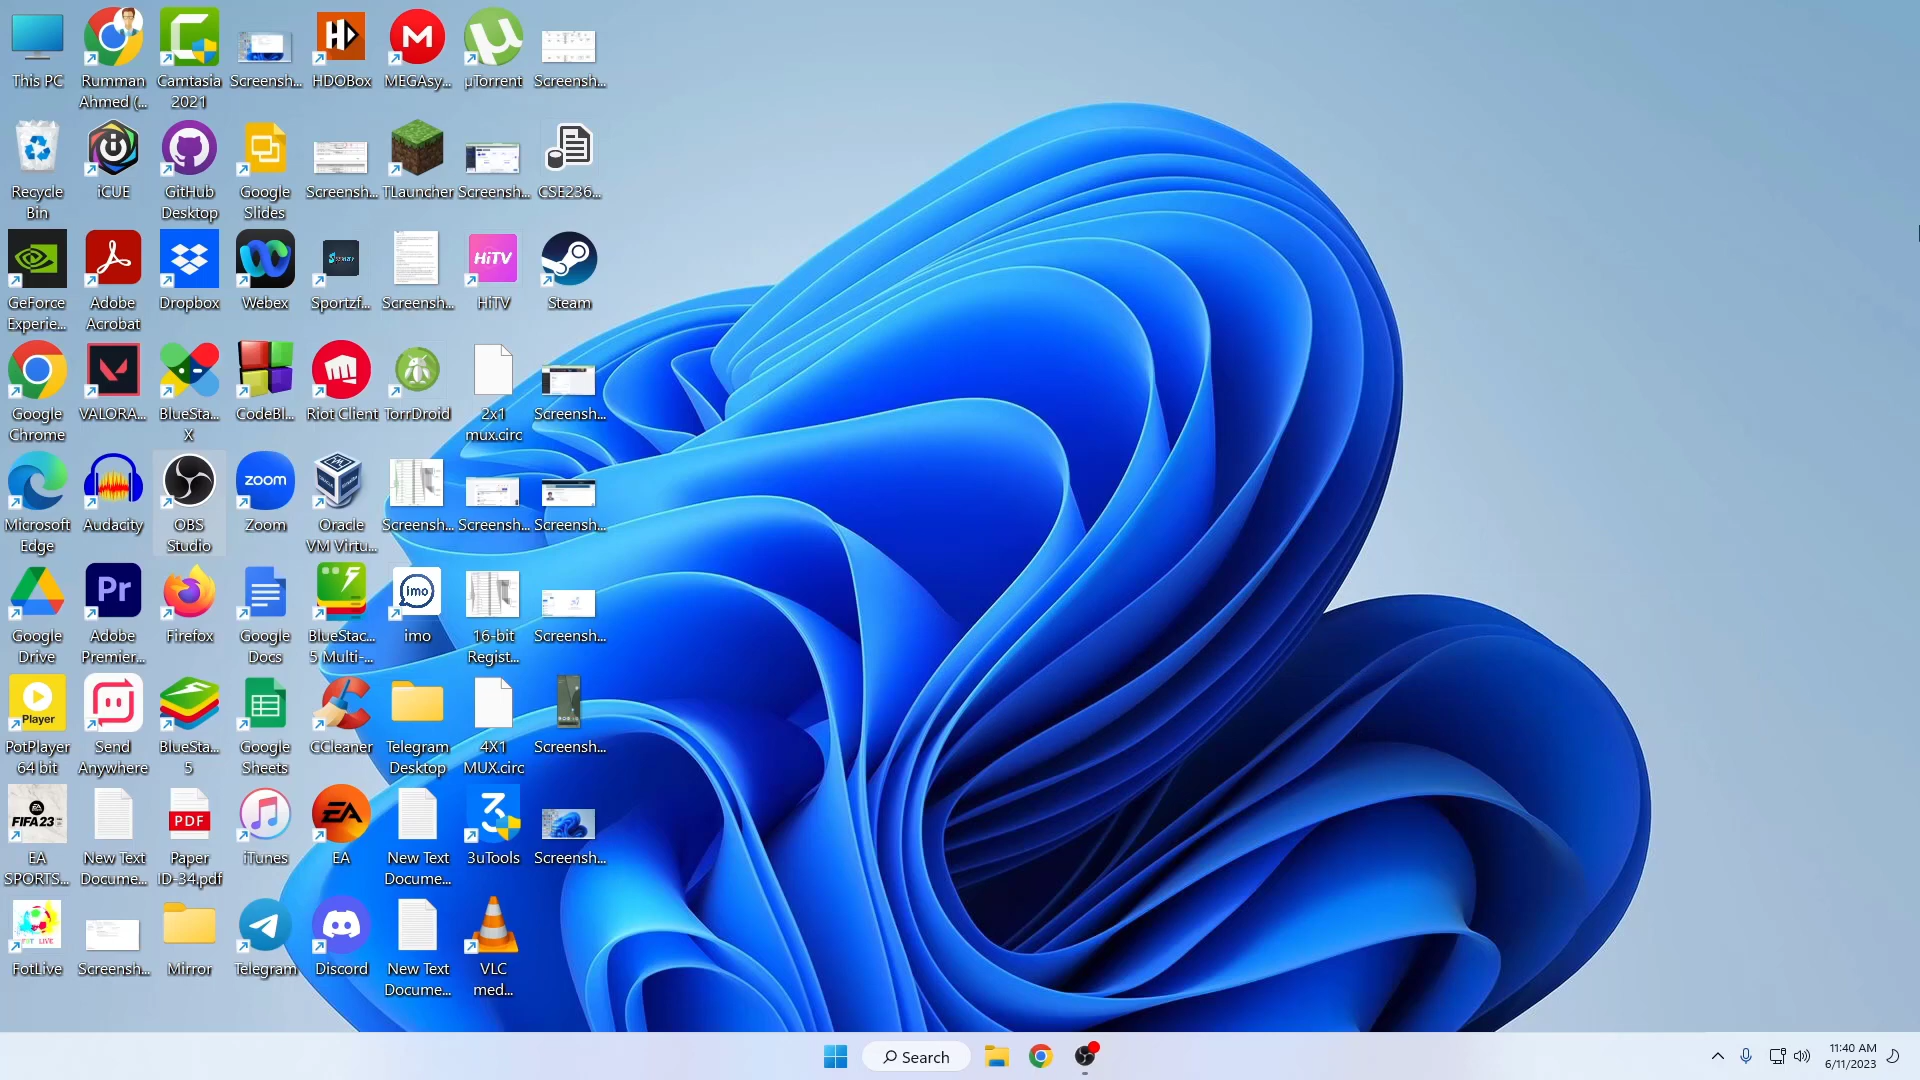 This PC
Rumman
Ahmed (...
Camtasia
2021
Screensh...
HDOBox
MEGAsy...
µTorrent
Screensh...
Recycle
Bin
iCUE
GitHub
Desktop
Google
Slides
Screensh...
TLauncher
Screensh...
CSE236...
GeForce
Experie...
Adobe
Acrobat
Dropbox
Webex
Sportzf...
Screensh...
HiTV
HiTV
Steam
Google
Chrome
VALORA...
BlueSta...
X
CodeBl...
Riot Client
TorrDroid
2x1
mux.circ
Screensh...
Microsoft
Edge
Audacity
OBS
Studio
zoom
Zoom
Oracle
VM Virtu...
Screensh...
Screensh...
Screensh...
Google
Drive
Pr
Adobe
Premier...
Firefox
Google
Docs
BlueStac...
5 Multi-...
imo
imo
16-bit
Regist...
Screensh...
Player
PotPlayer
64 bit
Send
Anywhere
BlueSta...
5
Google
Sheets
CCleaner
Telegram
Desktop
4X1
MUX.circ
Screensh...
EA
FIFA 23
EA
SPORTS...
New Text
Docume...
PDF
Paper
ID-34.pdf
iTunes
EA
EA
New Text
Docume...
3uTools
Screensh...
FotLive
Screensh...
Mirror
Telegram
Discord
New Text
Docume...
VLC
med...
Search
11:40 AM
6/11/2023